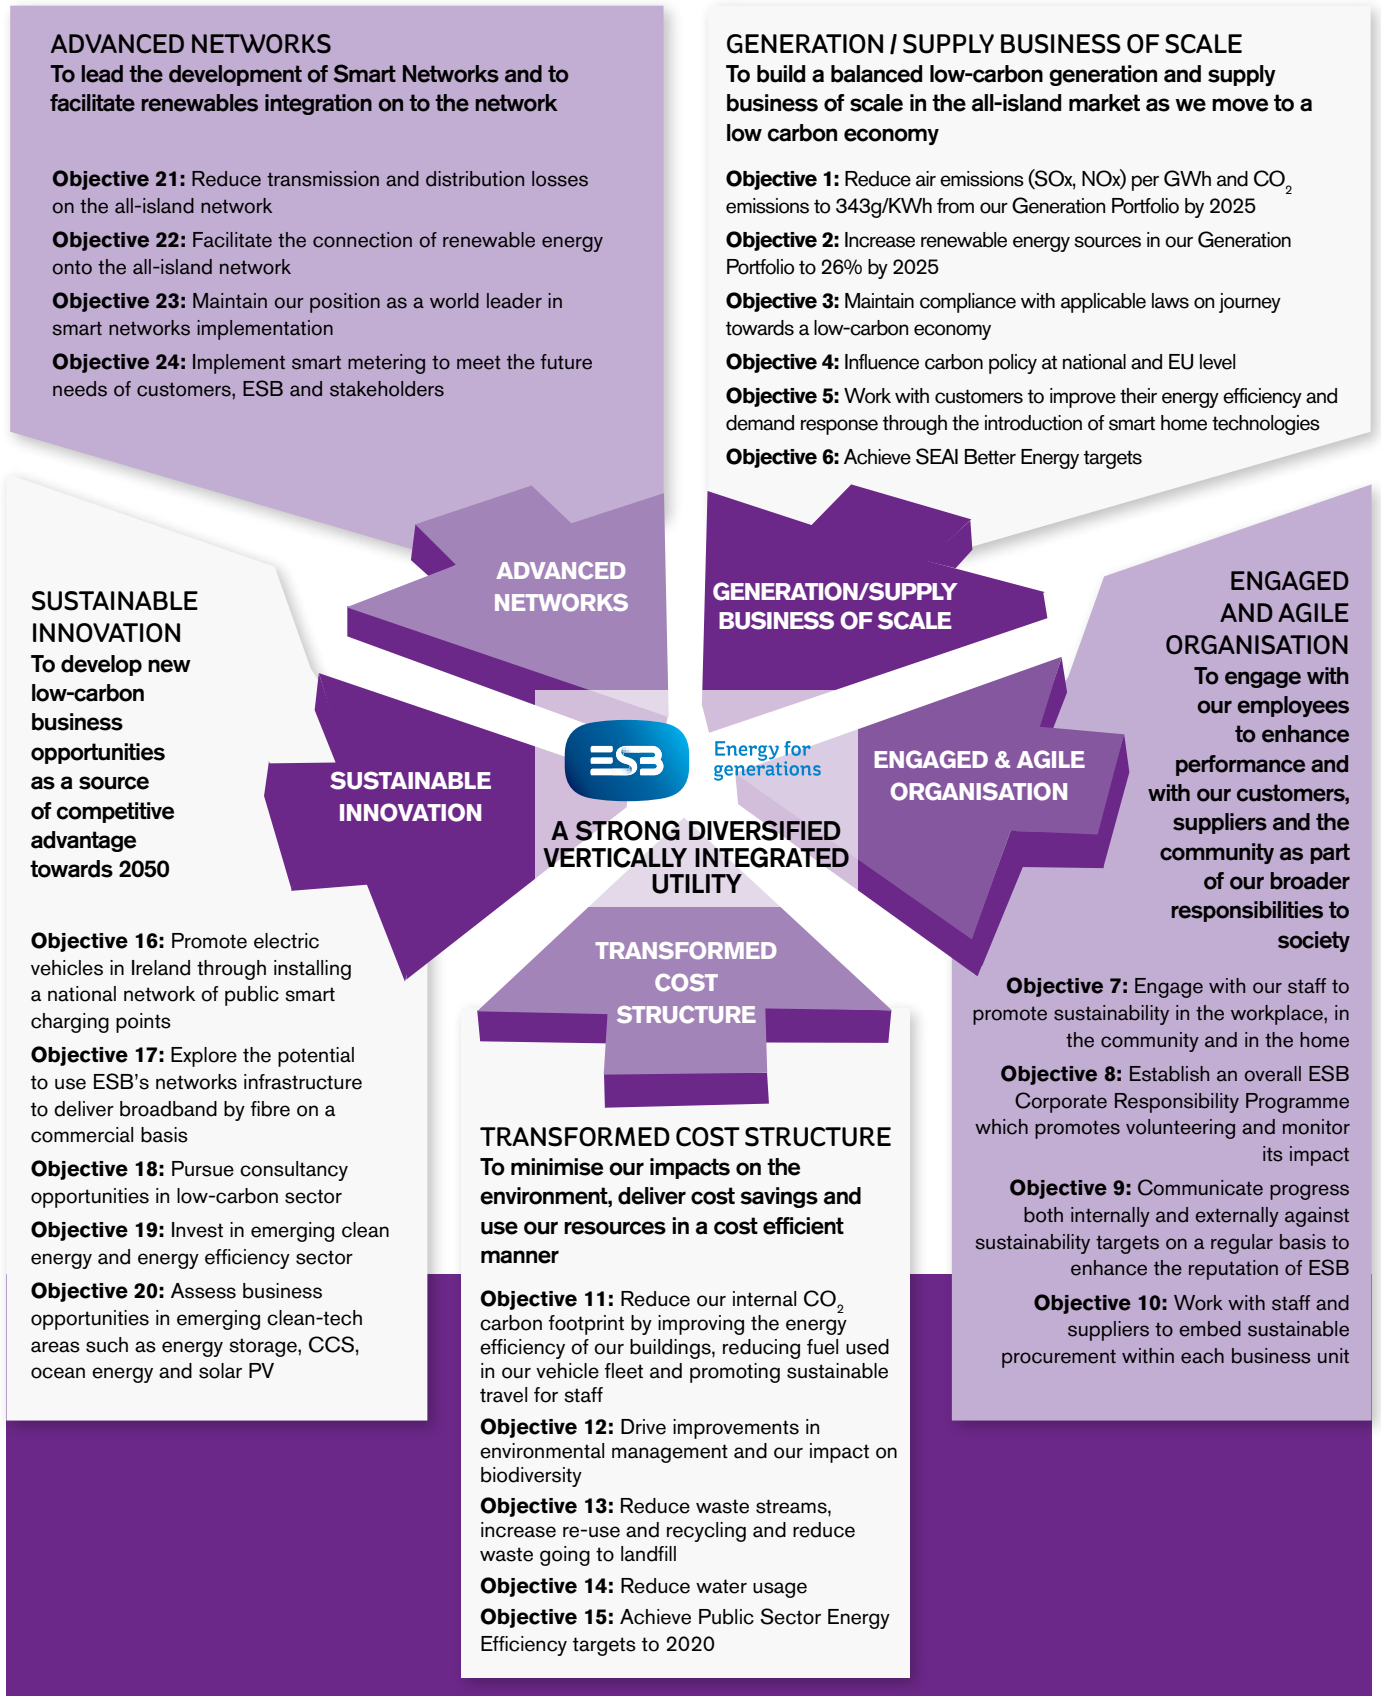 ADVANCED NETWORKS
To lead the development of Smart Networks and to
facilitate renewables integration on to the network
Objective 21: Reduce transmission and distribution losses
on the all-island network
Objective 22: Facilitate the connection of renewable energy
onto the all-island network
Objective 23: Maintain our position as a world leader in
smart networks implementation
Objective 24: Implement smart metering to meet the future
needs of customers, ESB and stakeholders
GENERATION / SUPPLY BUSINESS OF SCALE
To build a balanced low-carbon generation and supply
business of scale in the all-island market as we move to a
low carbon economy
Objective 1: Reduce air emissions (SOx, NOx) per GWh and CO₂
emissions to 343g/KWh from our Generation Portfolio by 2025
Objective 2: Increase renewable energy sources in our Generation
Portfolio to 26% by 2025
Objective 3: Maintain compliance with applicable laws on journey
towards a low-carbon economy
Objective 4: Influence carbon policy at national and EU level
Objective 5: Work with customers to improve their energy efficiency and
demand response through the introduction of smart home technologies
Objective 6: Achieve SEAI Better Energy targets
ADVANCED
NETWORKS
GENERATION/SUPPLY
BUSINESS OF SCALE
SUSTAINABLE
INNOVATION
ENGAGED & AGILE
ORGANISATION
TRANSFORMED
COST
STRUCTURE
ESB
Energy for
generations
A STRONG DIVERSIFIED
VERTICALLY INTEGRATED
UTILITY
SUSTAINABLE
INNOVATION
To develop new
low-carbon
business
opportunities
as a source
of competitive
advantage
towards 2050
Objective 16: Promote electric
vehicles in Ireland through installing
a national network of public smart
charging points
Objective 17: Explore the potential
to use ESB's networks infrastructure
to deliver broadband by fibre on a
commercial basis
Objective 18: Pursue consultancy
opportunities in low-carbon sector
Objective 19: Invest in emerging clean
energy and energy efficiency sector
Objective 20: Assess business
opportunities in emerging clean-tech
areas such as energy storage, CCS,
ocean energy and solar PV
TRANSFORMED COST STRUCTURE
To minimise our impacts on the
environment, deliver cost savings and
use our resources in a cost efficient
manner
Objective 11: Reduce our internal CO₂
carbon footprint by improving the energy
efficiency of our buildings, reducing fuel used
in our vehicle fleet and promoting sustainable
travel for staff
Objective 12: Drive improvements in
environmental management and our impact on
biodiversity
Objective 13: Reduce waste streams,
increase re-use and recycling and reduce
waste going to landfill
Objective 14: Reduce water usage
Objective 15: Achieve Public Sector Energy
Efficiency targets to 2020
ENGAGED
AND AGILE
ORGANISATION
To engage with
our employees
to enhance
performance and
with our customers,
suppliers and the
community as part
of our broader
responsibilities to
society
Objective 7: Engage with our staff to
promote sustainability in the workplace, in
the community and in the home
Objective 8: Establish an overall ESB
Corporate Responsibility Programme
which promotes volunteering and monitor
its impact
Objective 9: Communicate progress
both internally and externally against
sustainability targets on a regular basis to
enhance the reputation of ESB
Objective 10: Work with staff and
suppliers to embed sustainable
procurement within each business unit